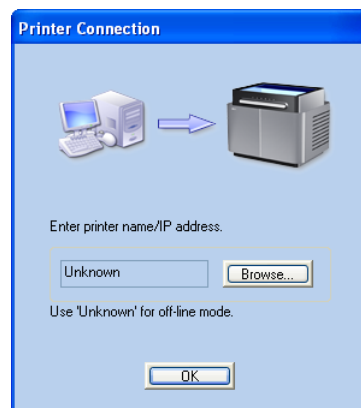 Printer Connection
Enter printer name/IP address.
Unknown
Browse...
Use 'Unknown' for off-line mode.
OK